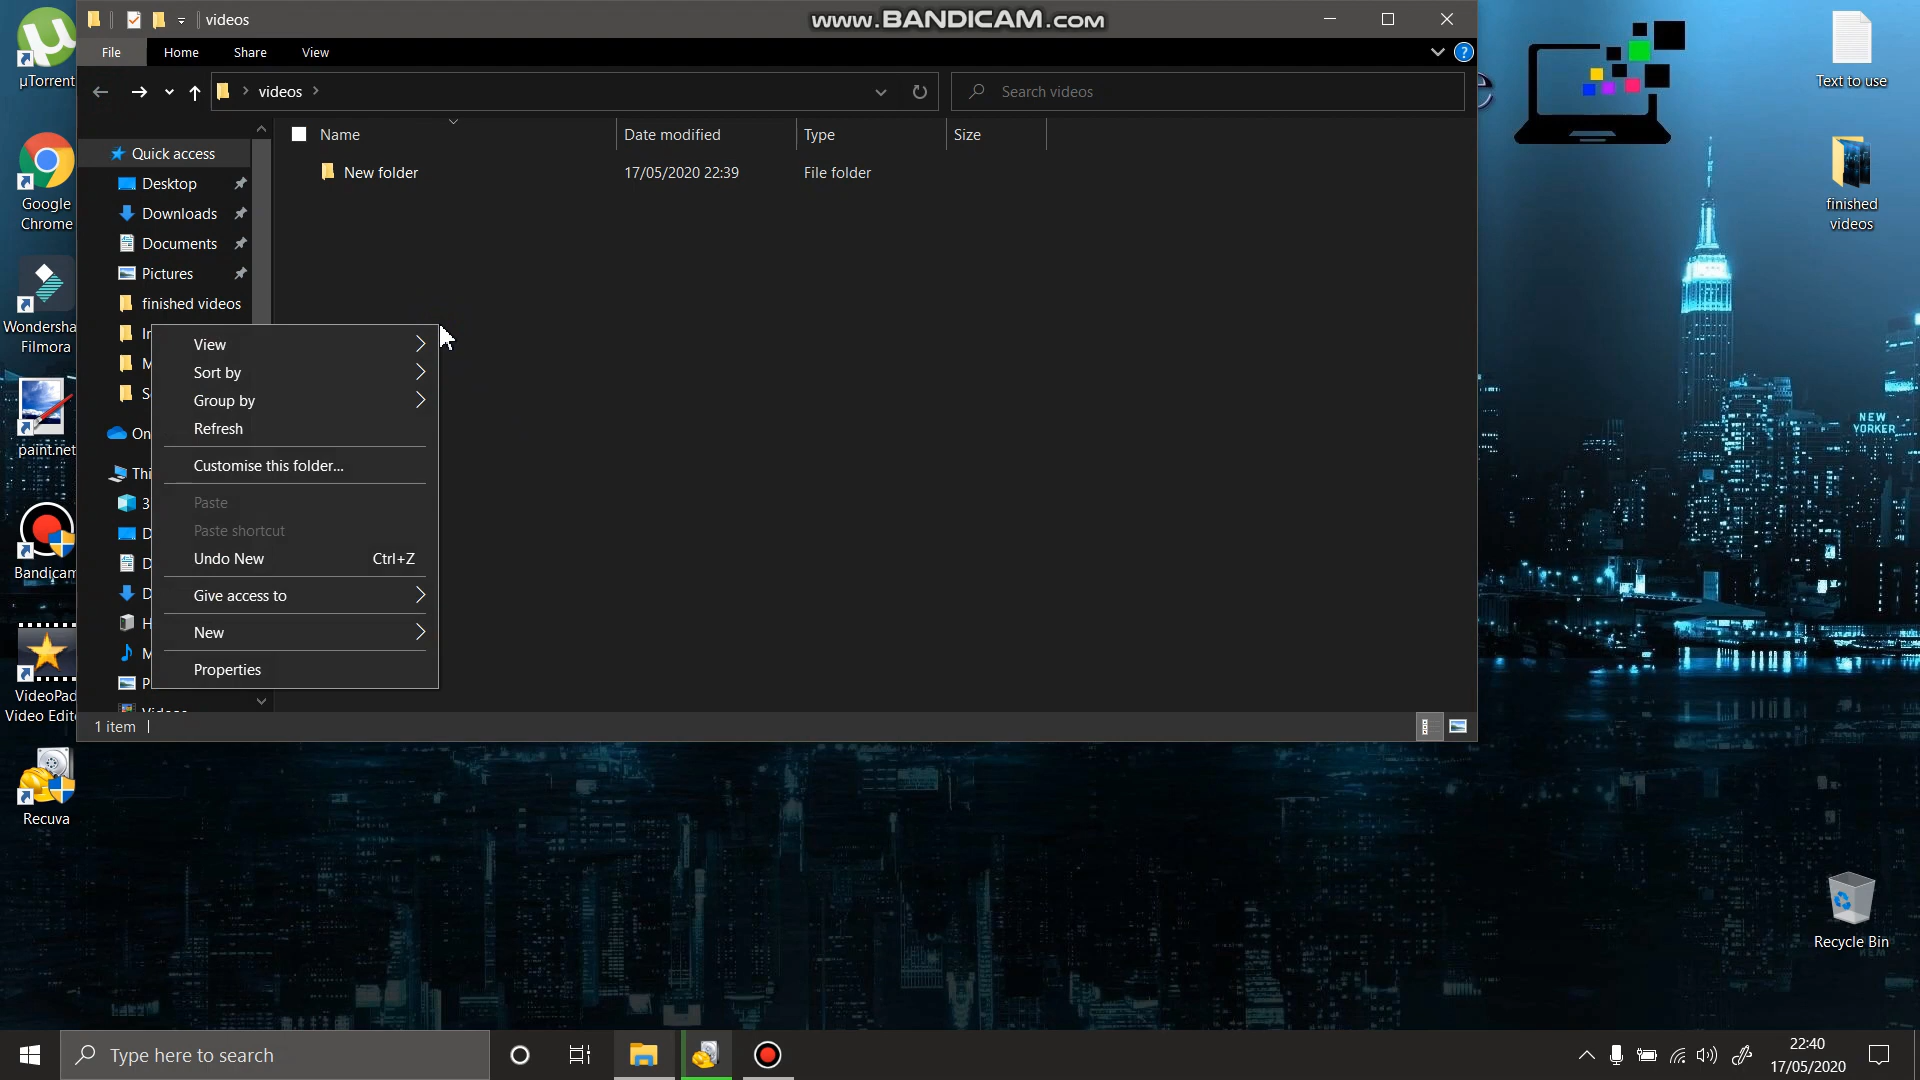 videos
www.BANDICAM.com
File
Home
Share
View
videos
Search videos
Name
Date modified
Type
Size
New folder
17/05/2020 22:39
File folder
Quick access
Desktop
Downloads
Documents
Pictures
finished videos
View
Sort by
Group by
Refresh
Customise this folder...
Paste
Paste shortcut
Undo New
Ctrl+Z
Give access to
New
Properties
1 item
µTorrent
Google
Chrome
Wondersha
Filmora
paint.net
Bandicam
VideoPad
Video Edit
Recuva
Text to use
finished
videos
NEW
YORKER
Recycle Bin
Type here to search
22:40
17/05/2020